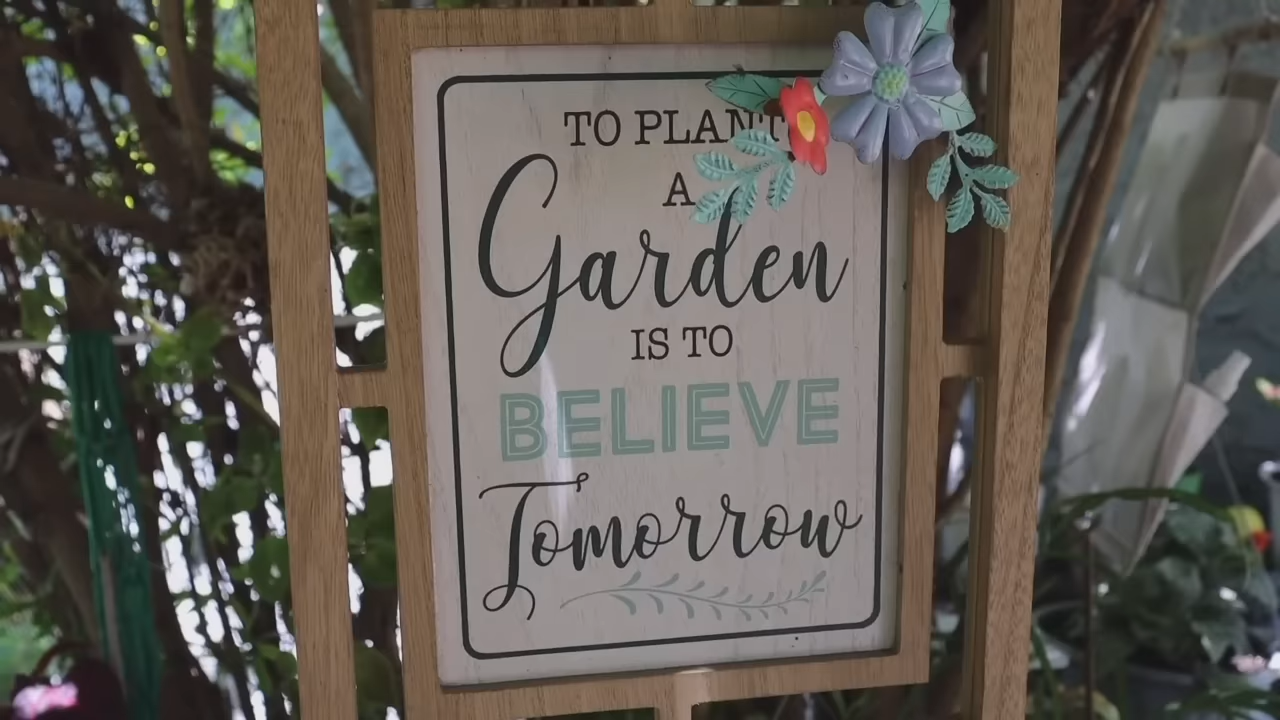 TO PLANT
A
Garden
IS TO
BELIEVE
Tomorrow